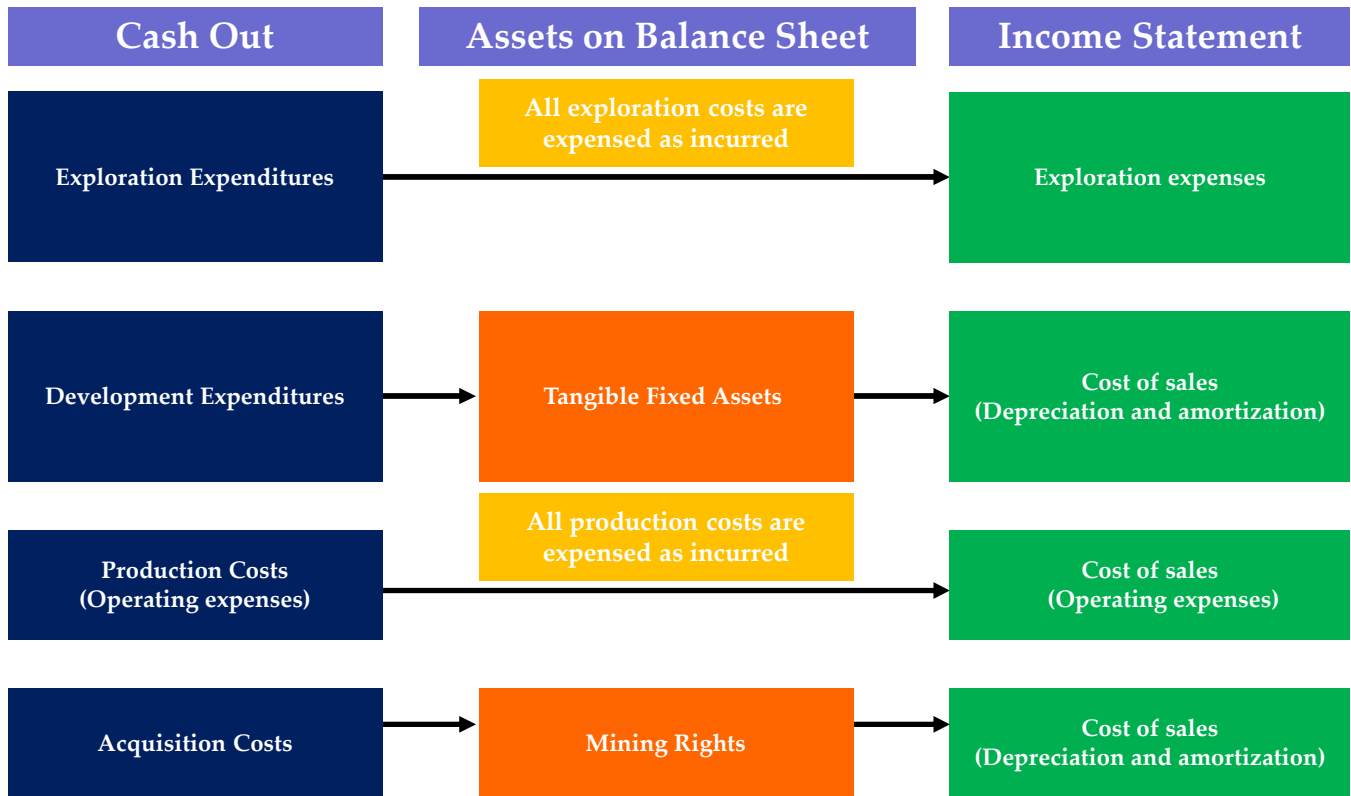 Cash Out
Assets on Balance Sheet
Income Statement
All exploration costs are
expensed as incurred
Exploration Expenditures
Exploration expenses
Development Expenditures
Tangible Fixed Assets
Cost of sales
(Depreciation and amortization)
All production costs are
expensed as incurred
Production Costs
(Operating expenses)
Cost of sales
(Operating expenses)
Acquisition Costs
Mining Rights
Cost of sales
(Depreciation and amortization)